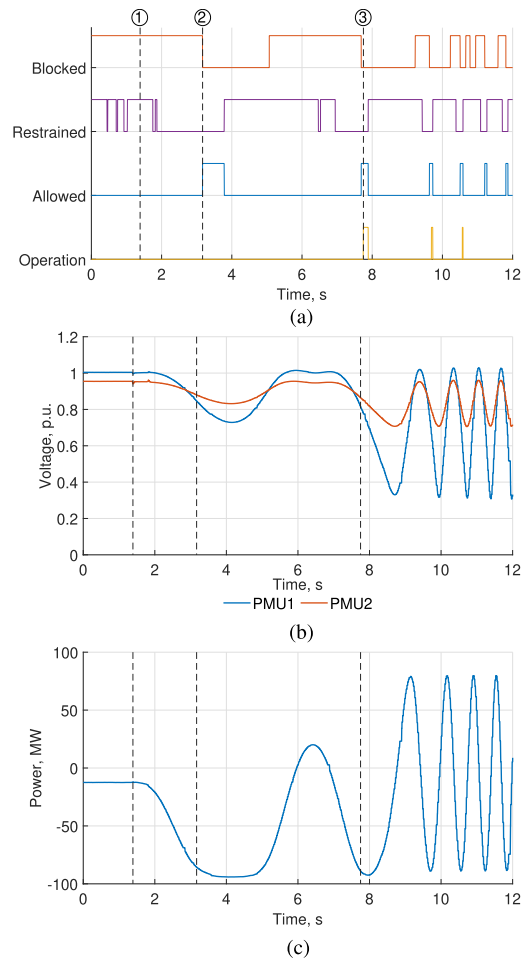 ① ② ③
Blocked
Restrained
Allowed
Operation
0 2 4 6 8 10 12
Time, s
(a)
1.2
1
0.8
0.6
0.4
0.2
0
Voltage, p.u.
0 2 4 6 8 10 12
Time, s
PMU1 PMU2
(b)
100
50
0
-50
-100
Power, MW
0 2 4 6 8 10 12
Time, s
(c)